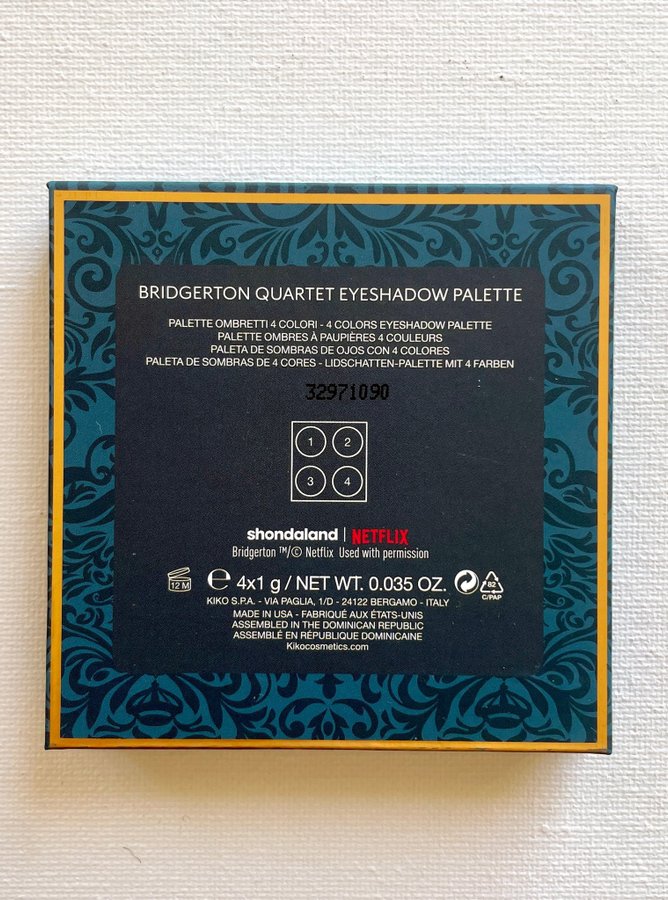 BRIDGERTON QUARTET EYESHADOW PALETTE
PALETTE OMBRETTI 4 COLORI - 4 COLORS EYESHADOW PALETTE
PALETTE OMBRES À PAUPIÈRES 4 COULEURS
PALETA DE SOMBRAS DE OJOS CON 4 COLORES
PALETA DE SOMBRAS DE 4 CORES - LIDSCHATTEN-PALETTE MIT 4 FARBEN
32971090
1 2
3 4
shondaland | NETFLIX
Bridgerton ™/© Netflix Used with permission
12 M ℮ 4x1 g / NET WT. 0.035 OZ. 82
C/PAP
KIKO S.P.A. - VIA PAGLIA, 1/D - 24122 BERGAMO - ITALY
MADE IN USA - FABRIQUÉ AUX ÉTATS-UNIS
ASSEMBLED IN THE DOMINICAN REPUBLIC
ASSEMBLÉ EN RÉPUBLIQUE DOMINICAINE
Kikocosmetics.com